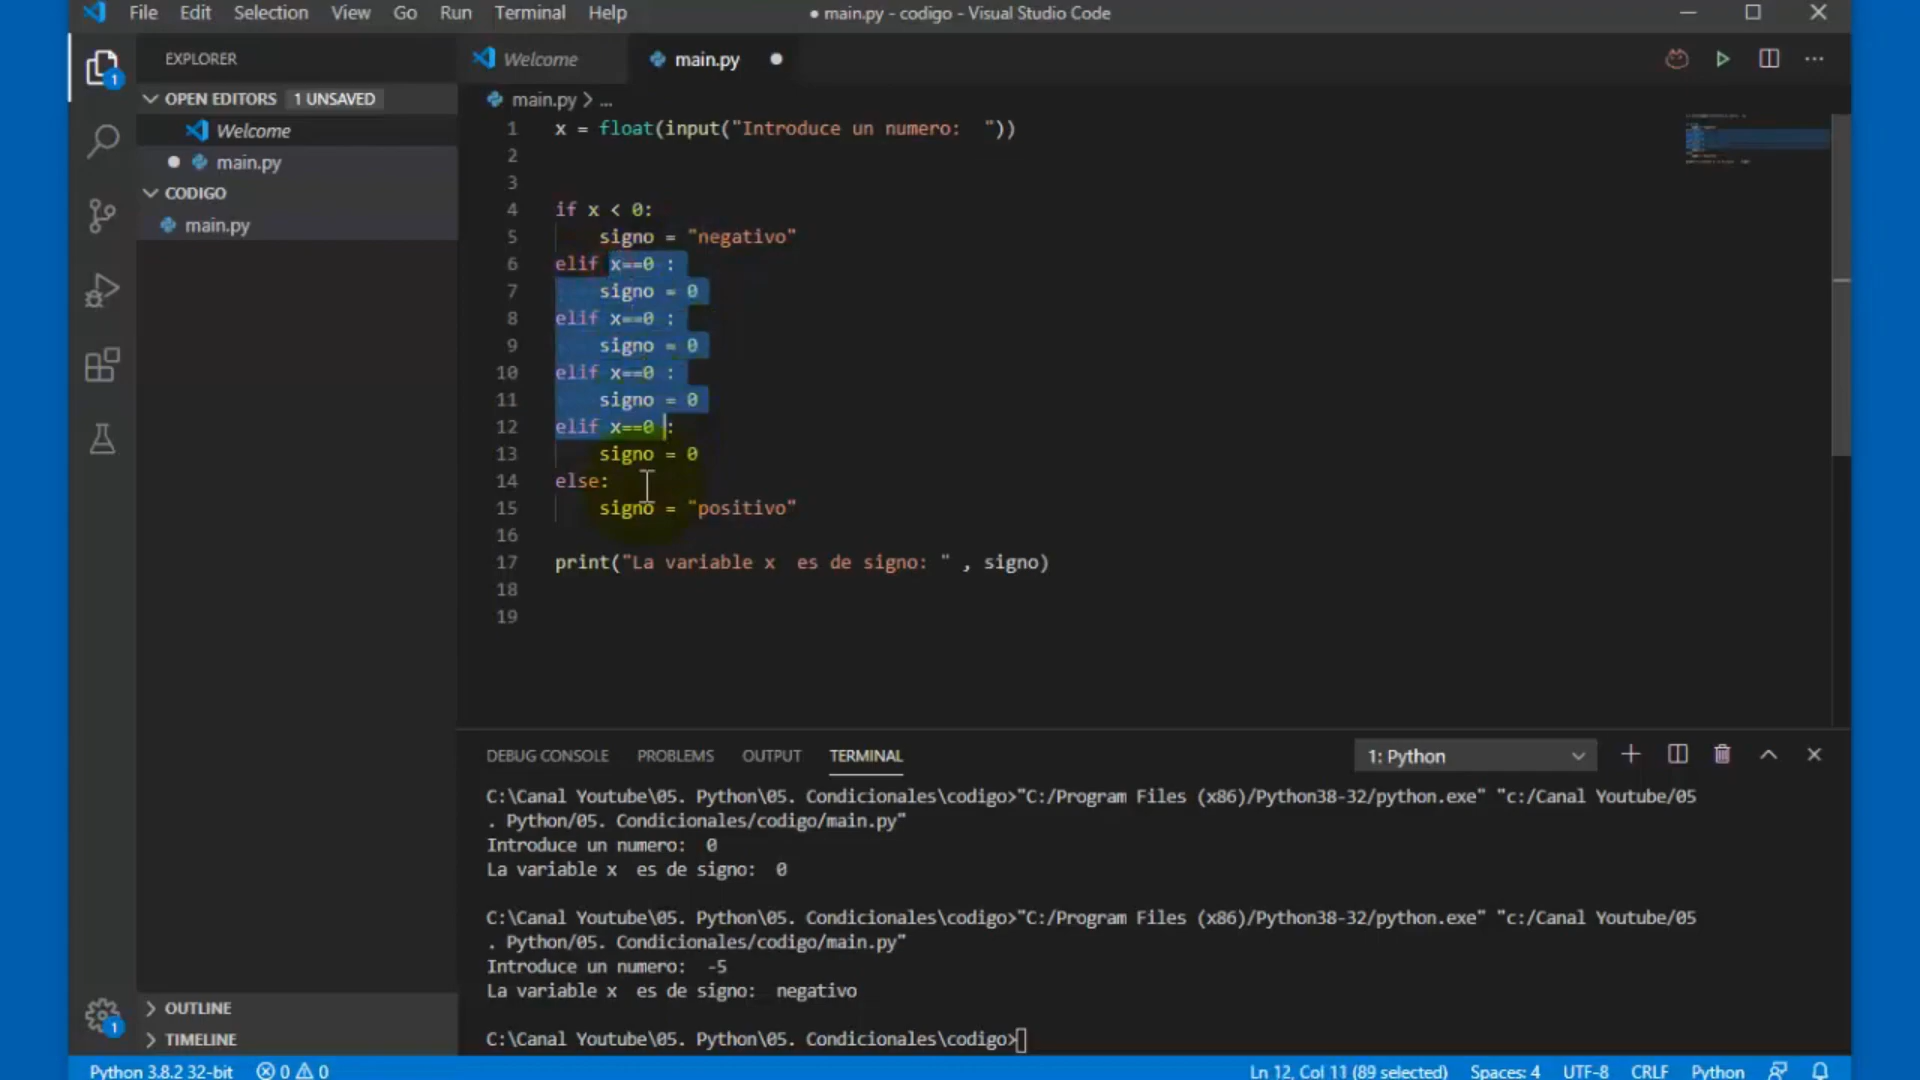 File Edit Selection View Go Run Terminal Help ● main.py - codigo - Visual Studio Code
EXPLORER
Welcome
main.py
OPEN EDITORS 1 UNSAVED
Welcome
main.py
CODIGO
main.py
main.py > ...
1 x = float(input("Introduce un numero:  "))
2
3
4 if x < 0:
5     signo = "negativo"
6 elif x==0 :
7     signo = 0
8 elif x==0 :
9     signo = 0
10 elif x==0 :
11     signo = 0
12 elif x==0 :
13     signo = 0
14 else:
15     signo = "positivo"
16
17 print("La variable x  es de signo: " , signo)
18
19
DEBUG CONSOLE PROBLEMS OUTPUT TERMINAL 1: Python
C:\Canal Youtube\05. Python\05. Condicionales\codigo>"C:/Program Files (x86)/Python38-32/python.exe" "c:/Canal Youtube/05
. Python/05. Condicionales/codigo/main.py"
Introduce un numero:  0
La variable x  es de signo:  0
C:\Canal Youtube\05. Python\05. Condicionales\codigo>"C:/Program Files (x86)/Python38-32/python.exe" "c:/Canal Youtube/05
. Python/05. Condicionales/codigo/main.py"
Introduce un numero:  -5
La variable x  es de signo:  negativo
C:\Canal Youtube\05. Python\05. Condicionales\codigo>
1
1
OUTLINE
TIMELINE
Python 3.8.2 32-bit 0 0 Ln 12, Col 11 (89 selected) Spaces: 4 UTF-8 CRLF Python